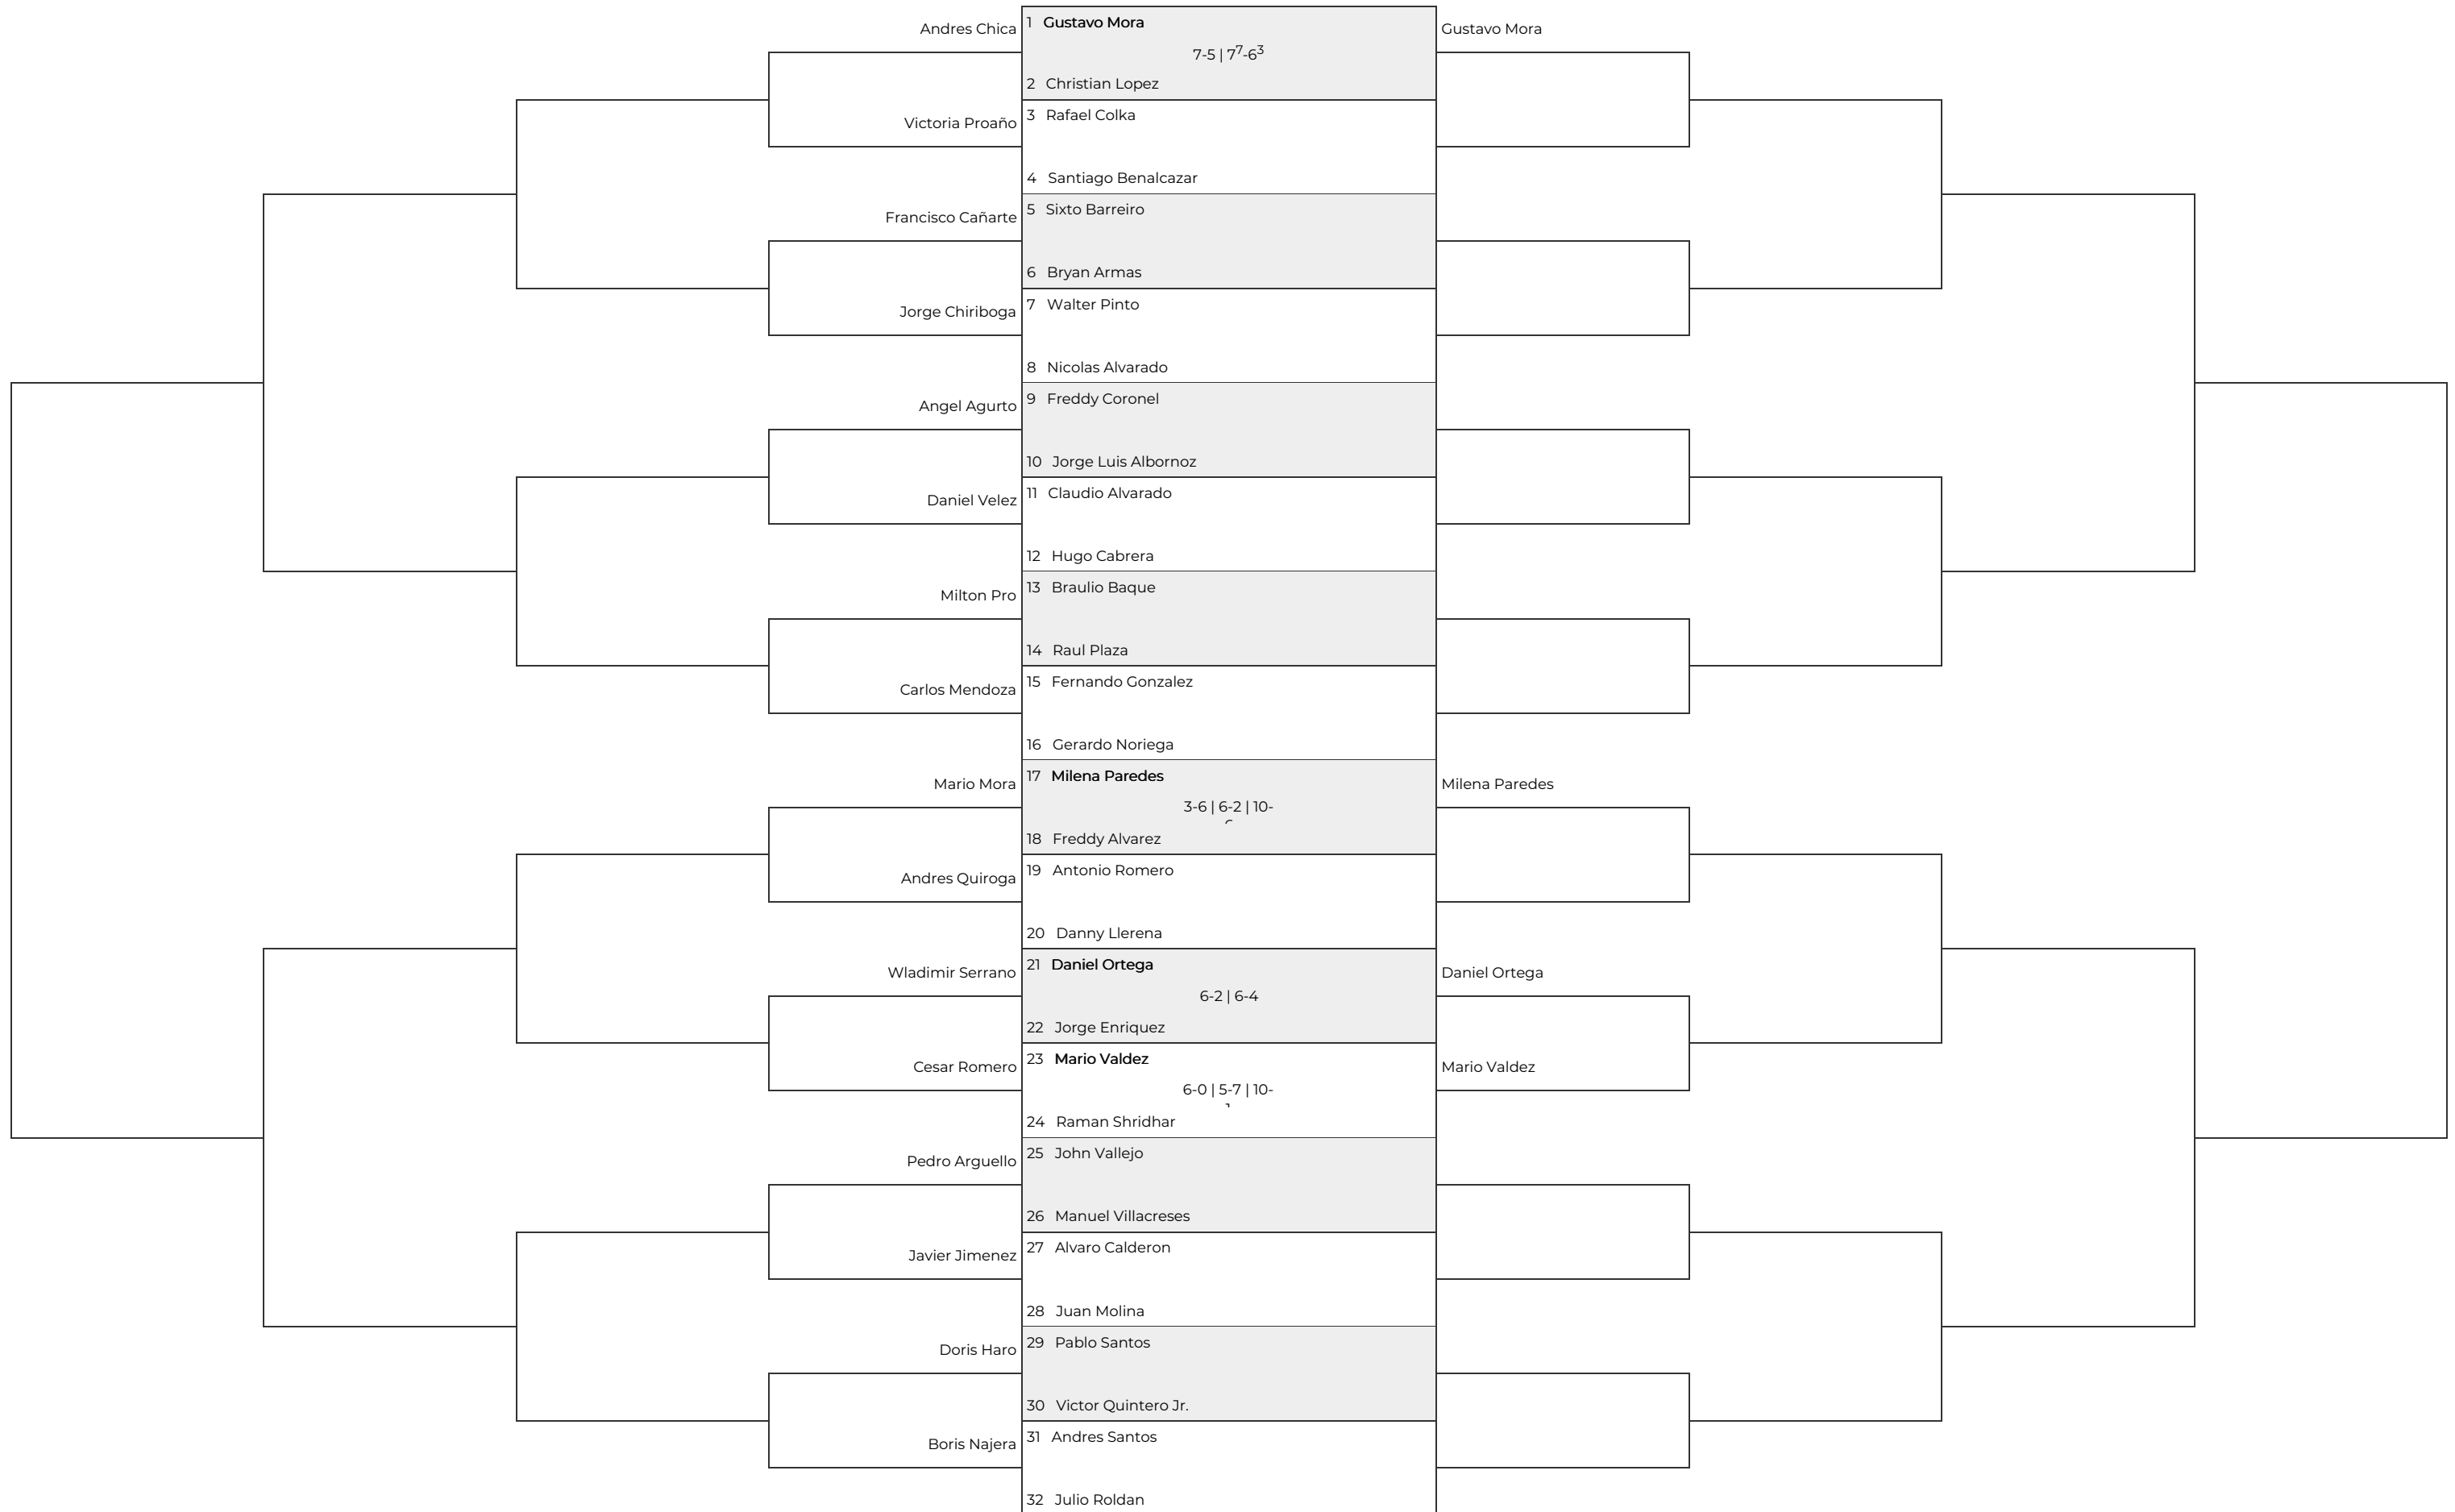 Andres Chica
1 Gustavo Mora
Gustavo Mora
7-5 | 7⁷-6³
2 Christian Lopez
Victoria Proaño
3 Rafael Colka
4 Santiago Benalcazar
Francisco Cañarte
5 Sixto Barreiro
6 Bryan Armas
Jorge Chiriboga
7 Walter Pinto
8 Nicolas Alvarado
Angel Agurto
9 Freddy Coronel
10 Jorge Luis Albornoz
Daniel Velez
11 Claudio Alvarado
12 Hugo Cabrera
Milton Pro
13 Braulio Baque
14 Raul Plaza
Carlos Mendoza
15 Fernando Gonzalez
16 Gerardo Noriega
Mario Mora
17 Milena Paredes
Milena Paredes
3-6 | 6-2 | 10-
18 Freddy Alvarez
Andres Quiroga
19 Antonio Romero
20 Danny Llerena
Wladimir Serrano
21 Daniel Ortega
Daniel Ortega
6-2 | 6-4
22 Jorge Enriquez
Cesar Romero
23 Mario Valdez
Mario Valdez
6-0 | 5-7 | 10-
24 Raman Shridhar
Pedro Arguello
25 John Vallejo
26 Manuel Villacreses
Javier Jimenez
27 Alvaro Calderon
28 Juan Molina
Doris Haro
29 Pablo Santos
30 Victor Quintero Jr.
Boris Najera
31 Andres Santos
32 Julio Roldan